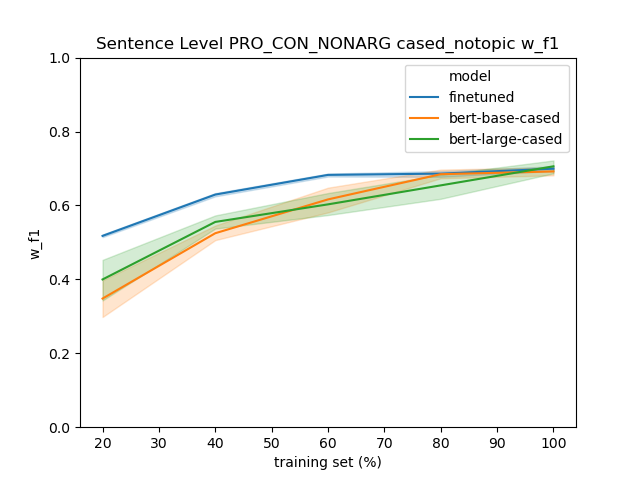 Sentence Level PRO_CON_NONARG cased_notopic w_f1
model
finetuned
bert-base-cased
bert-large-cased
1.0
0.8
0.6
0.4
0.2
0.0
w_f1
20 30 40 50 60 70 80 90 100
training set (%)